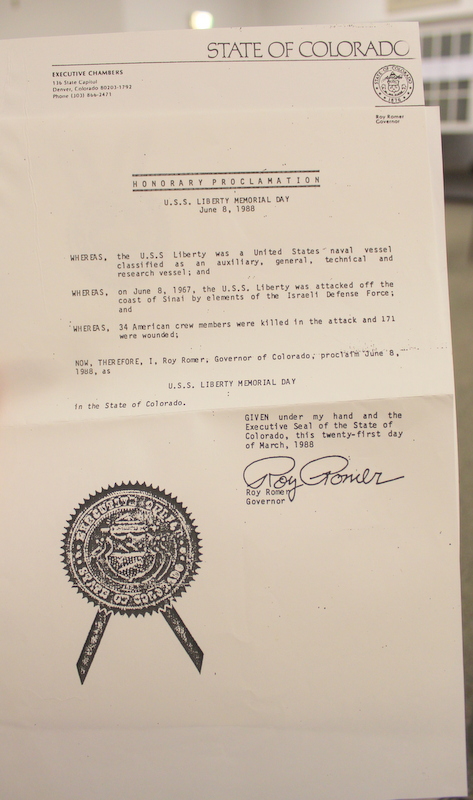 STATE OF COLORADO
EXECUTIVE CHAMBERS
136 State Capitol
Denver, Colorado 80203-1792
Phone (303) 866-2471
1876
Roy Romer
Governor
HONORARY PROCLAMATION
U.S.S. LIBERTY MEMORIAL DAY
June 8, 1988
WHEREAS, the U.S.S Liberty was a United States naval vessel
classified as an auxiliary, general, technical and
research vessel; and
WHEREAS, on June 8, 1967, the U.S.S. Liberty was attacked off the
coast of Sinai by elements of the Israeli Defense Force;
and
WHEREAS, 34 American crew members were killed in the attack and 171
were wounded;
NOW, THEREFORE, I, Roy Romer, Governor of Colorado, proclaim June 8,
1988, as
U.S.S. LIBERTY MEMORIAL DAY
in the State of Colorado.
GIVEN under my hand and the
Executive Seal of the State of
Colorado, this twenty-first day
of March, 1988
Roy Romer
Roy Romer
Governor
STATE OF COLORADO